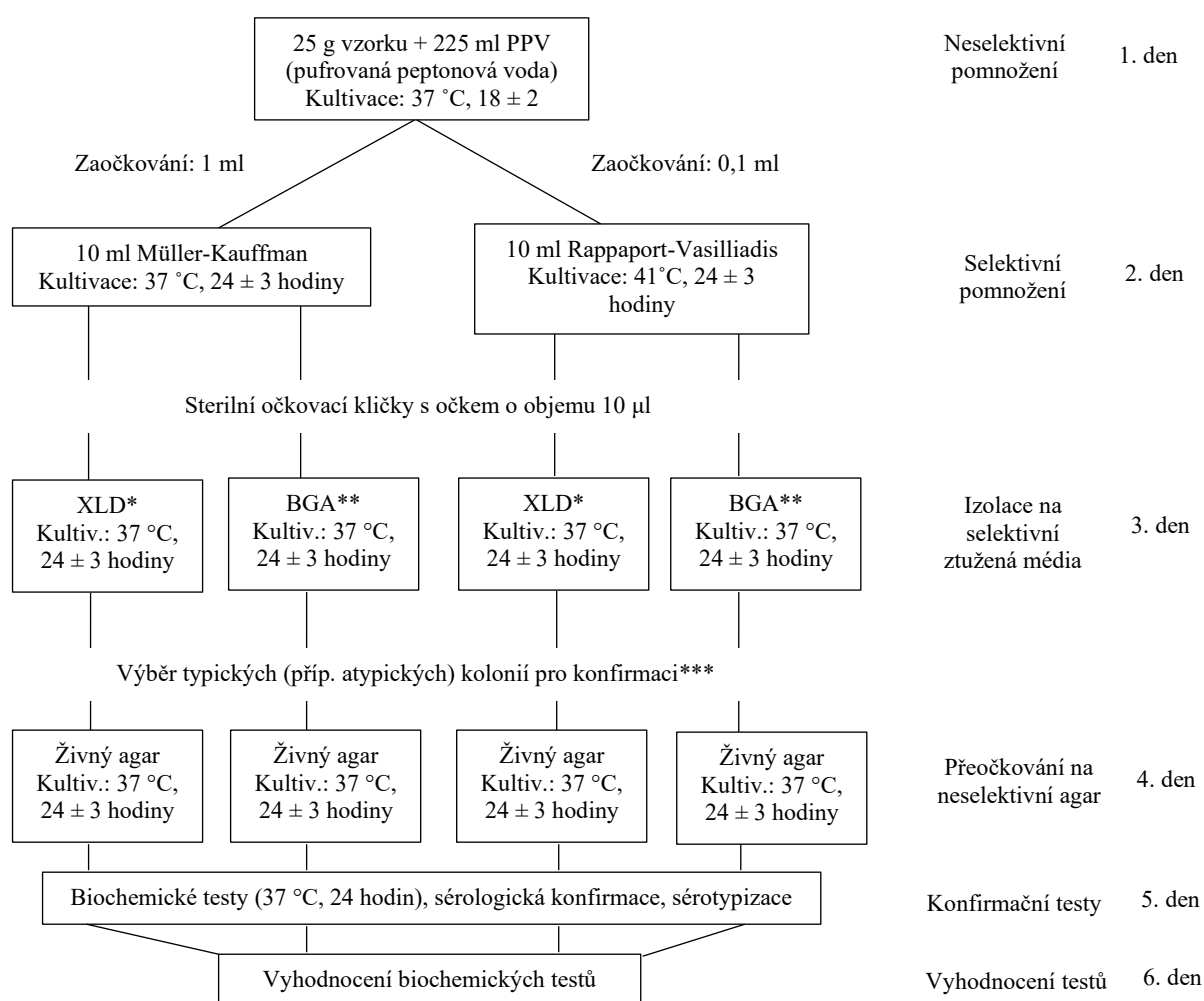 25 g vzorku + 225 ml PPV
(pufrovaná peptonová voda)
Kultivace: 37 ˚C, 18 ± 2
Neselektivní
pomnožení
1. den
Zaočkování: 1 ml
Zaočkování: 0,1 ml
10 ml Müller-Kauffman
Kultivace: 37 ˚C, 24 ± 3 hodiny
10 ml Rappaport-Vasilliadis
Kultivace: 41˚C, 24 ± 3
hodiny
Selektivní
pomnožení
2. den
Sterilní očkovací kličky s očkem o objemu 10 µl
XLD*
Kultiv.: 37 °C,
24 ± 3 hodiny
BGA**
Kultiv.: 37 °C,
24 ± 3 hodiny
XLD*
Kultiv.: 37 °C,
24 ± 3 hodiny
BGA**
Kultiv.: 37 °C,
24 ± 3 hodiny
Izolace na
selektivní
ztužená média
3. den
Výběr typických (příp. atypických) kolonií pro konfirmaci***
Živný agar
Kultiv.: 37 °C,
24 ± 3 hodiny
Živný agar
Kultiv.: 37 °C,
24 ± 3 hodiny
Živný agar
Kultiv.: 37 °C,
24 ± 3 hodiny
Živný agar
Kultiv.: 37 °C,
24 ± 3 hodiny
Přeočkování na
neselektivní agar
4. den
Biochemické testy (37 °C, 24 hodin), sérologická konfirmace, sérotypizace
Konfirmační testy
5. den
Vyhodnocení biochemických testů
Vyhodnocení testů
6. den